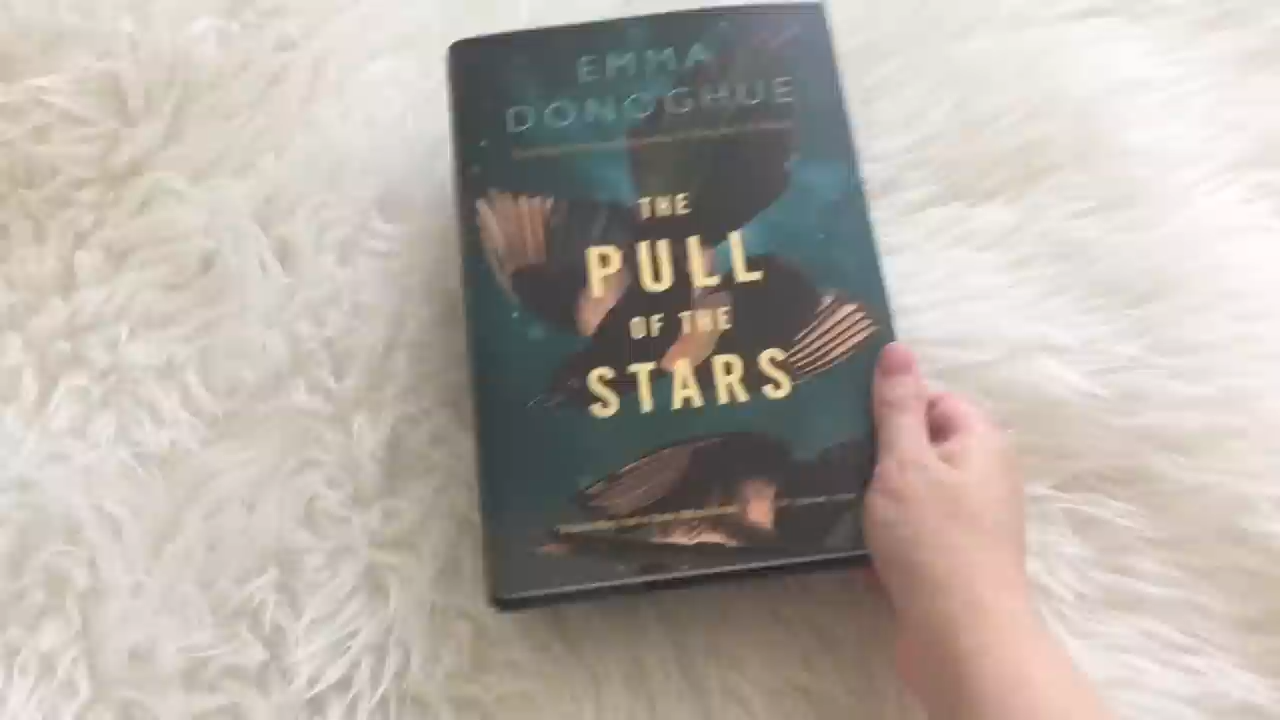 EMMA
DONOGHUE
THE
PULL
OF THE
STARS